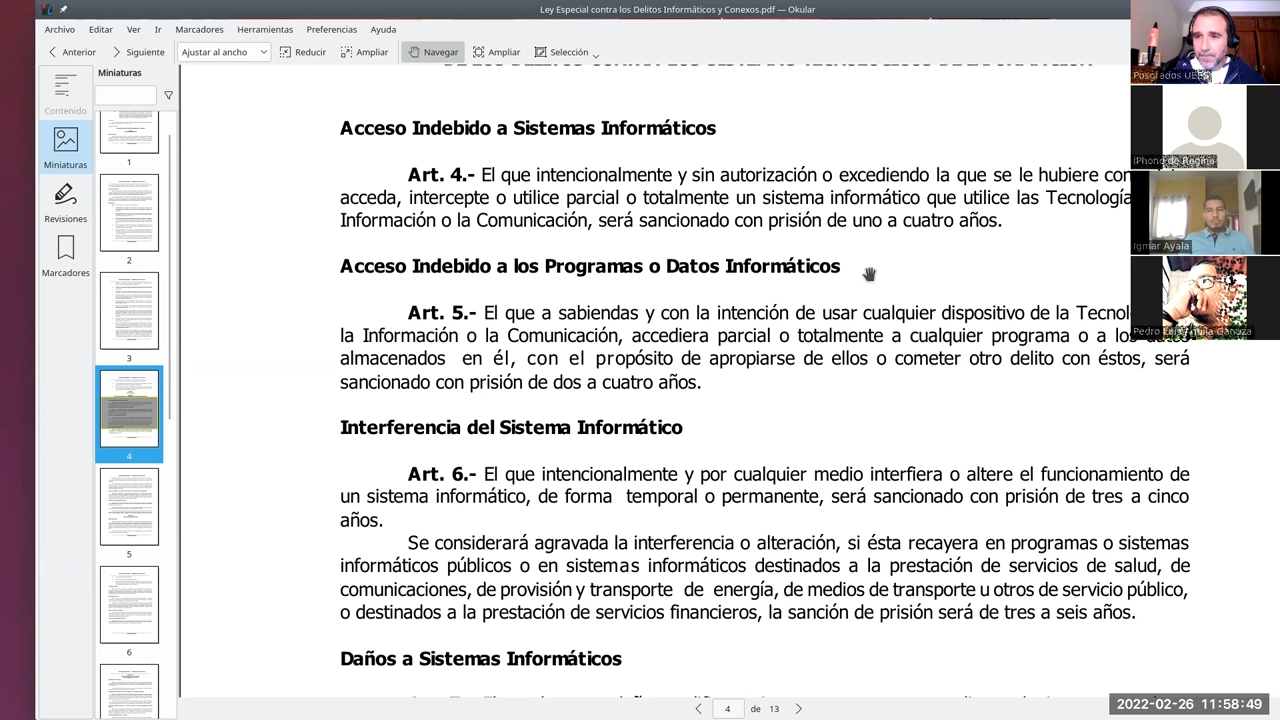 Ley Especial contra los Delitos Informáticos y Conexos.pdf — Okular
Archivo Editar Ver Ir Marcadores Herramientas Preferencias Ayuda
Anterior Siguiente Ajustar al ancho Reducir Ampliar Navegar Ampliar Selección
Miniaturas
Contenido
Miniaturas
Revisiones
Marcadores
1
2
3
4
5
6
Acceso Indebido a Sistemas Informáticos
Art. 4.- El que intencionalmente y sin autorización o excediendo la que se le hubiere con
acceda, intercepte o utilice parcial o totalmente un sistema informático que utilice las Tecnología
Información o la Comunicación, será sancionado con prisión de uno a cuatro años.
Acceso Indebido a los Programas o Datos Informáticos
Art. 5.- El que a sabiendas y con la intención de usar cualquier dispositivo de la Tecnol
la Información o la Comunicación, accediera parcial o totalmente a cualquier programa o a los datos
almacenados en él, con el propósito de apropiarse de ellos o cometer otro delito con éstos, será
sancionado con prisión de dos a cuatro años.
Interferencia del Sistema Informático
Art. 6.- El que intencionalmente y por cualquier medio interfiera o altere el funcionamiento de
un sistema informático, de forma temporal o permanente, será sancionado con prisión de tres a cinco
años.
Se considerará agravada la interferencia o alteración, si ésta recayera en programas o sistemas
informáticos públicos o en sistemas informáticos destinados a la prestación de servicios de salud, de
comunicaciones, de provisión y transporte de energía, de medios de transporte u otros de servicio público,
o destinados a la prestación de servicios financieros, la sanción de prisión será de tres a seis años.
Daños a Sistemas Informáticos
4 de 13
Posgrados UEES
iPhone de Regina
Igmar Ayala
Pedro Luis
2022-02-26 11:58:49